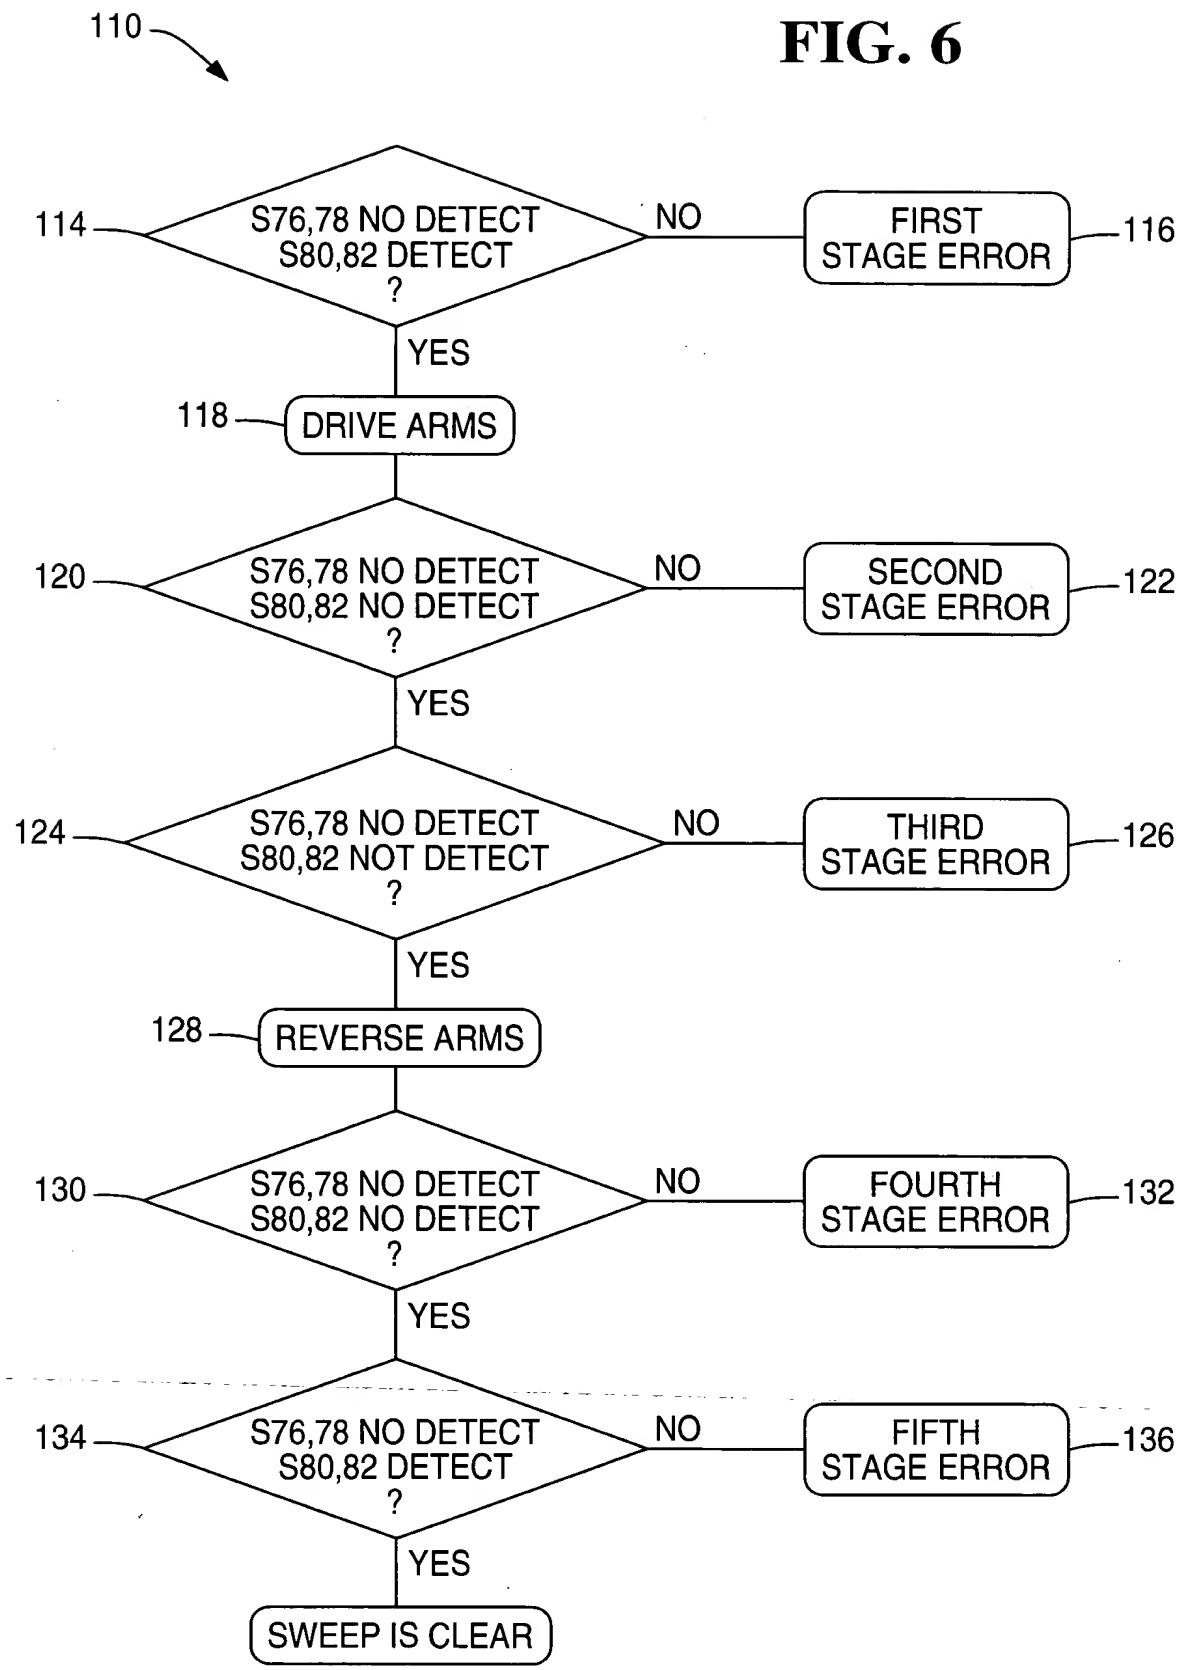 110
FIG. 6
114
S76,78 NO DETECT
S80,82 DETECT
?
NO
FIRST
STAGE ERROR
116
YES
118
DRIVE ARMS
120
S76,78 NO DETECT
S80,82 NO DETECT
?
NO
SECOND
STAGE ERROR
122
YES
124
S76,78 NO DETECT
S80,82 NOT DETECT
?
NO
THIRD
STAGE ERROR
126
YES
128
REVERSE ARMS
130
S76,78 NO DETECT
S80,82 NO DETECT
?
NO
FOURTH
STAGE ERROR
132
YES
134
S76,78 NO DETECT
S80,82 DETECT
?
NO
FIFTH
STAGE ERROR
136
YES
SWEEP IS CLEAR